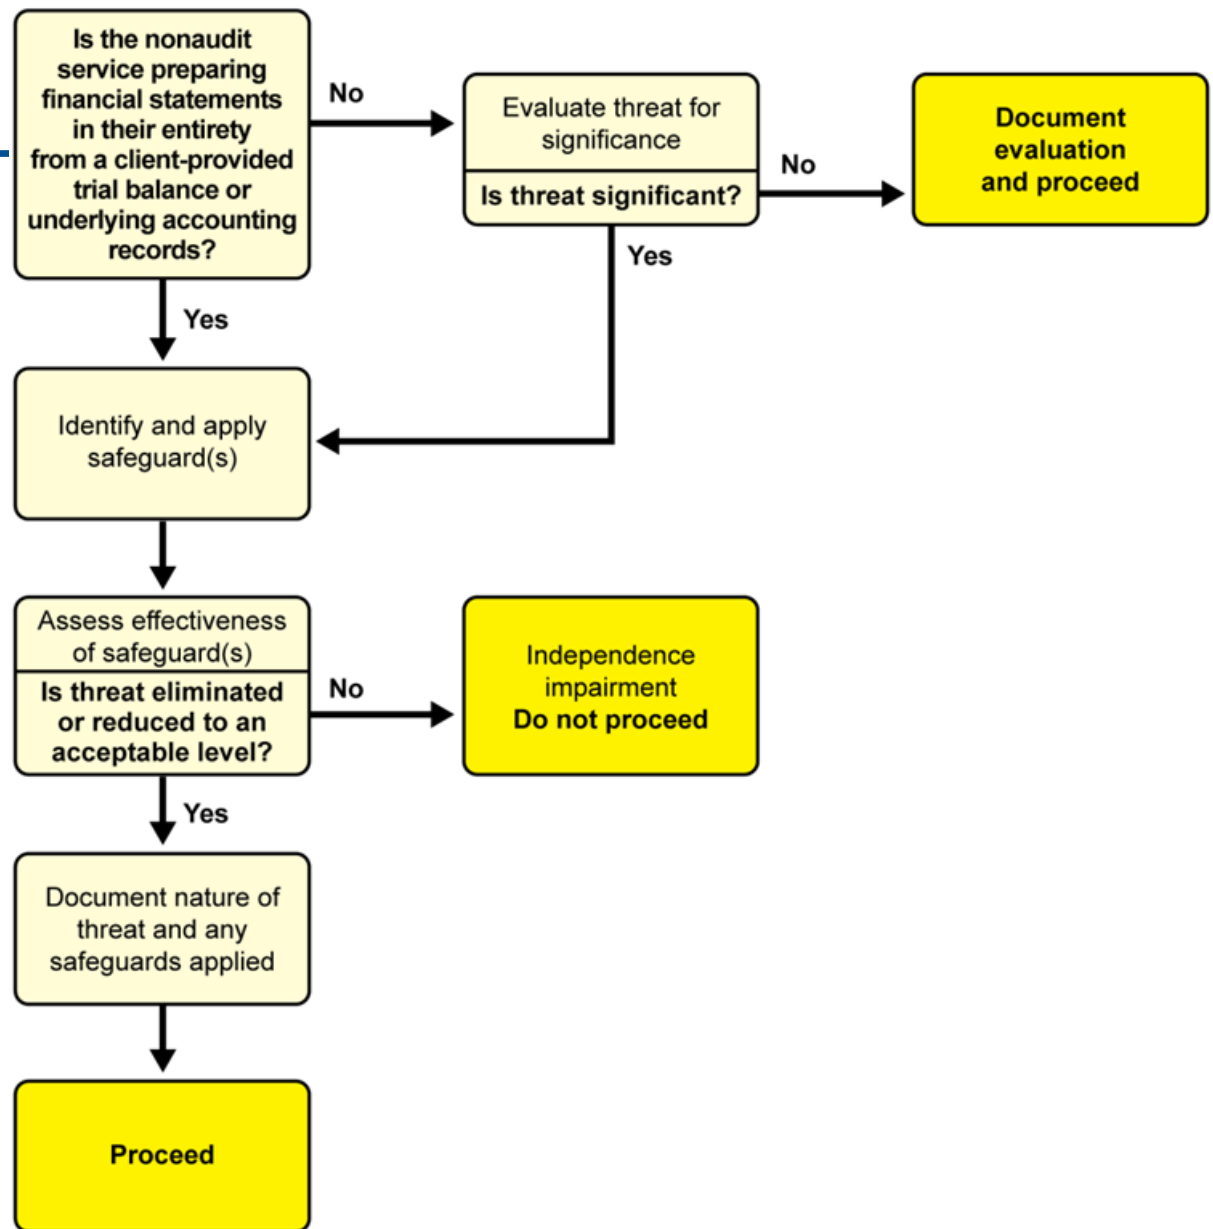 Is the nonaudit
service preparing
financial statements
in their entirety
from a client-provided
trial balance or
underlying accounting
records?
No
Evaluate threat for
significance
Is threat significant?
No
Document
evaluation
and proceed
Yes
Yes
Identify and apply
safeguard(s)
Assess effectiveness
of safeguard(s)
Is threat eliminated
or reduced to an
acceptable level?
No
Independence
impairment
Do not proceed
Yes
Document nature of
threat and any
safeguards applied
Proceed